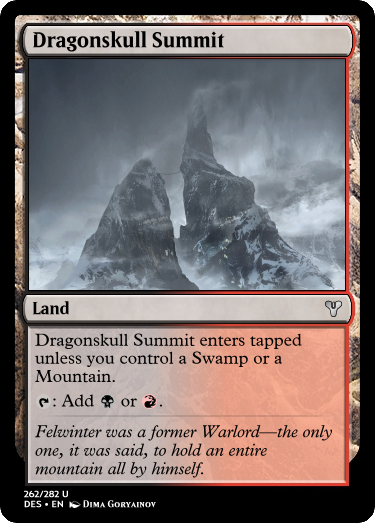 Dragonskull Summit
Land
Dragonskull Summit enters tapped
unless you control a Swamp or a
Mountain.
: Add or .
Felwinter was a former Warlord—the only
one, it was said, to hold an entire
mountain all by himself.
262/282 U
DES • EN Dima Goryainov